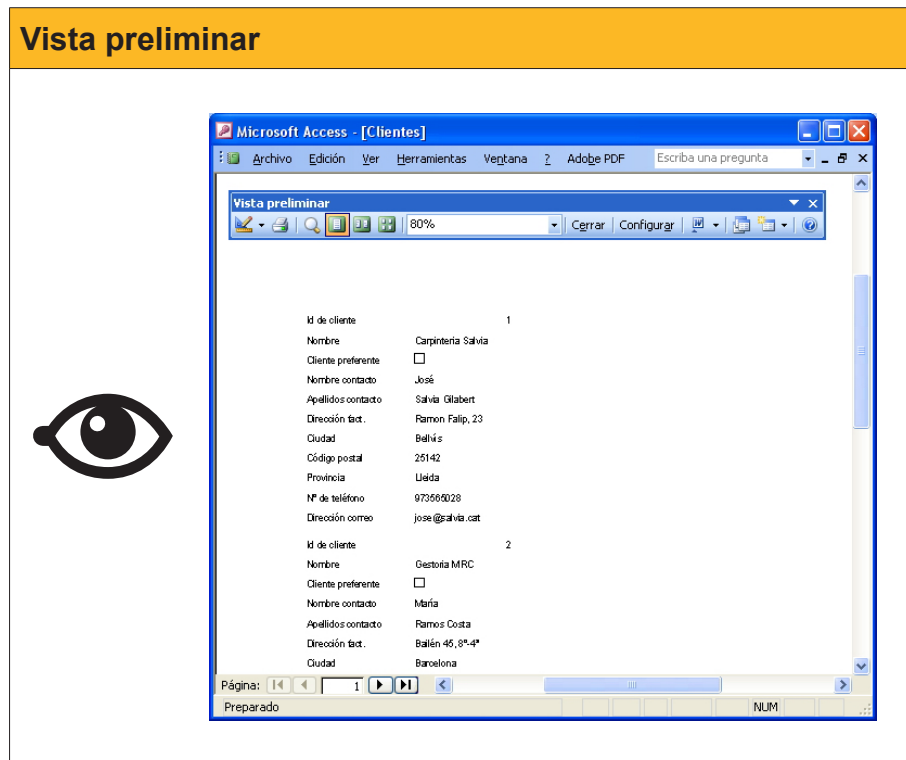 Vista preliminar
Microsoft Access - [Clientes]
Archivo Edición Ver Herramientas Ventana ? Adobe PDF Escriba una pregunta
Vista preliminar
80% Cerrar Configurar
Id de cliente 1
Nombre Carpinteria Salvia
Cliente preferente
Nombre contacto José
Apellidos contacto Salvia Gilabert
Dirección fact. Ramon Falip, 23
Ciudad Bellvís
Código postal 25142
Provincia Lleida
Nº de teléfono 973565028
Dirección correo jose@salvia.cat
Id de cliente 2
Nombre Gestoria MRC
Cliente preferente
Nombre contacto María
Apellidos contacto Ramos Costa
Dirección fact. Bailén 45, 8º-4ª
Ciudad Barcelona
Página: 1
Preparado NUM